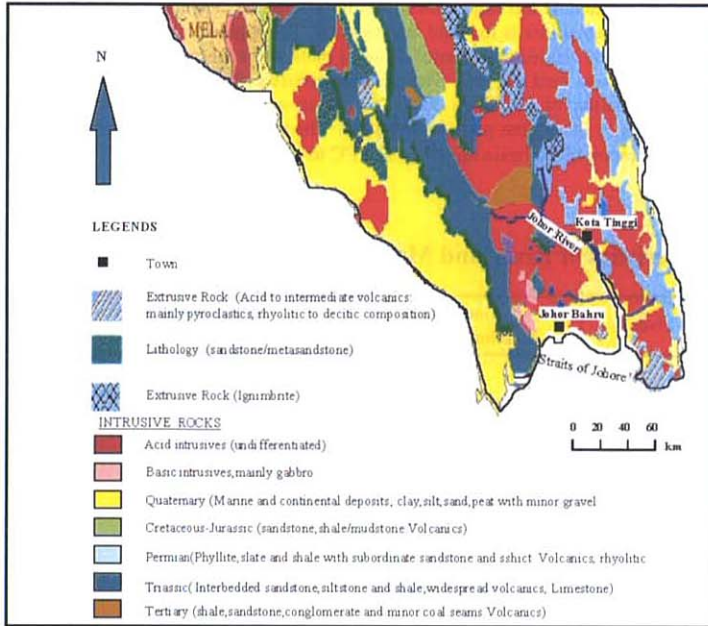 MELA
N
Kota Tinggi
Johor River
LEGENDS
Town
Johor Bahru
Extrusive Rock (Acid to intermediate volcanics:
mainly pyroclastics, rhyolitic to decitic composition)
Straits of Johore
Lithology (sandstone/metasandstone)
Extrusive Rock (Ignimbrite)
INTRUSIVE ROCKS
0 20 40 60
km
Acid intrusives (undifferentiated)
Basic intrusives, mainly gabbro
Quaternary (Marine and continental deposits, clay, silt, sand, peat with minor gravel
Cretaceous-Jurassic (sandstone, shale/mudstone Volcanics)
Permian(Phyllite, slate and shale with subordinate sandstone and sshict Volcanics, rhyolitic
Triassic( Interbedded sandstone, siltstone and shale, widespread volcanics, Limestone)
Tertiary (shale, sandstone, conglomerate and minor coal seams Volcanics)